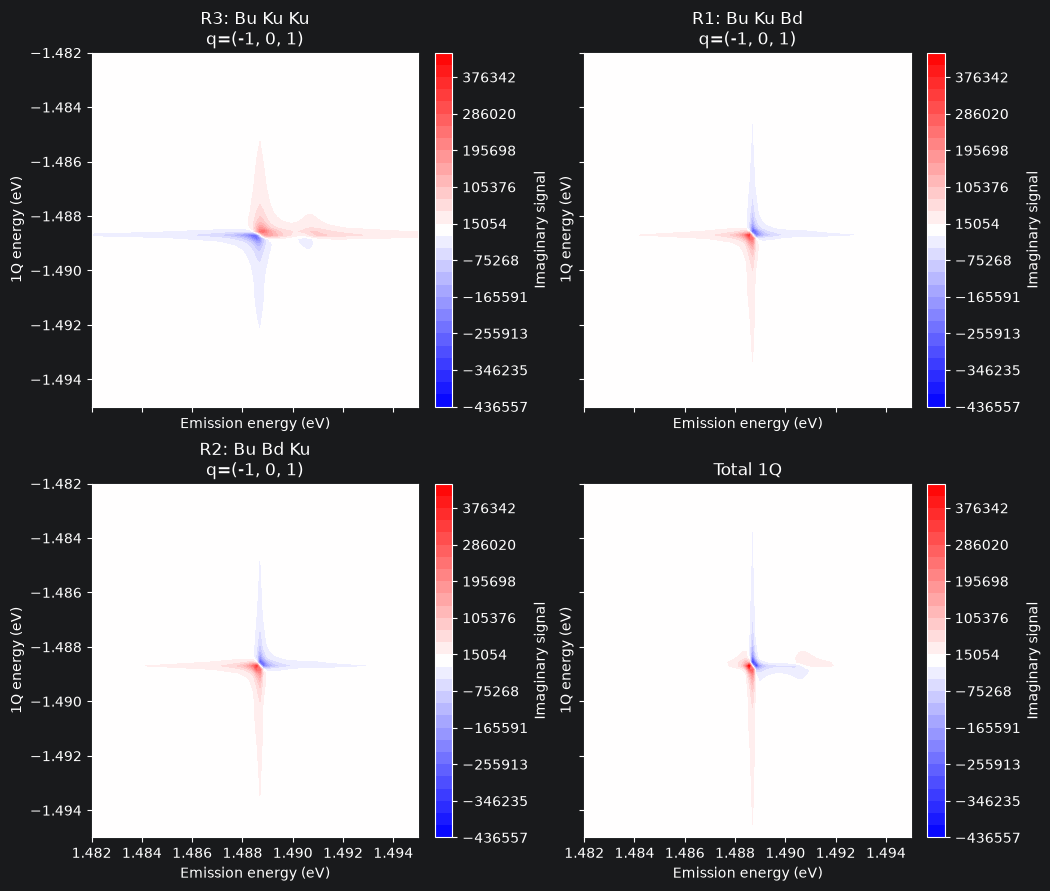 R3: Bu Ku Ku
q=(-1, 0, 1)
−1.482
−1.484
−1.486
−1.488
−1.490
−1.492
−1.494
1Q energy (eV)
Emission energy (eV)
376342
286020
195698
105376
15054
−75268
−165591
−255913
−346235
−436557
Imaginary signal
R1: Bu Ku Bd
q=(-1, 0, 1)
1Q energy (eV)
Emission energy (eV)
376342
286020
195698
105376
15054
−75268
−165591
−255913
−346235
−436557
Imaginary signal
R2: Bu Bd Ku
q=(-1, 0, 1)
−1.482
−1.484
−1.486
−1.488
−1.490
−1.492
−1.494
1Q energy (eV)
1.482 1.484 1.486 1.488 1.490 1.492 1.494
Emission energy (eV)
376342
286020
195698
105376
15054
−75268
−165591
−255913
−346235
−436557
Imaginary signal
Total 1Q
1Q energy (eV)
1.482 1.484 1.486 1.488 1.490 1.492 1.494
Emission energy (eV)
376342
286020
195698
105376
15054
−75268
−165591
−255913
−346235
−436557
Imaginary signal